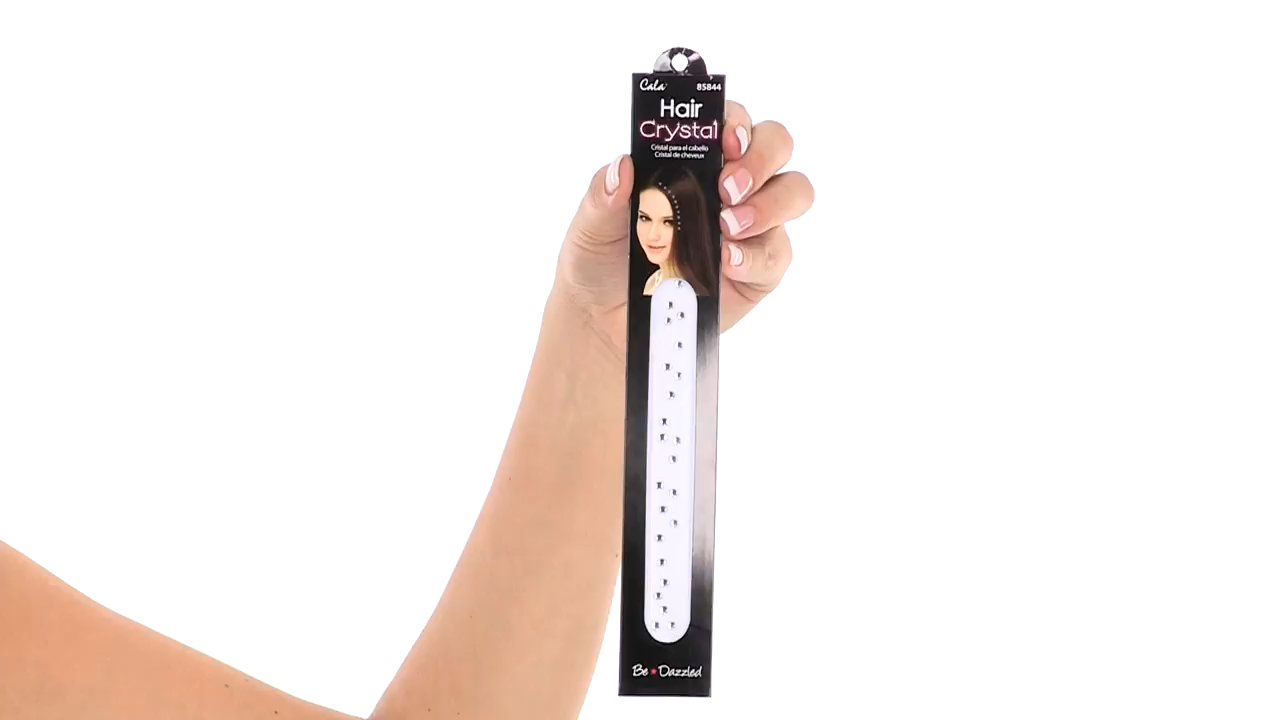 Cala 85844
Hair
Crystal
Cristal para el cabello
Cristal de cheveux
Be Dazzled